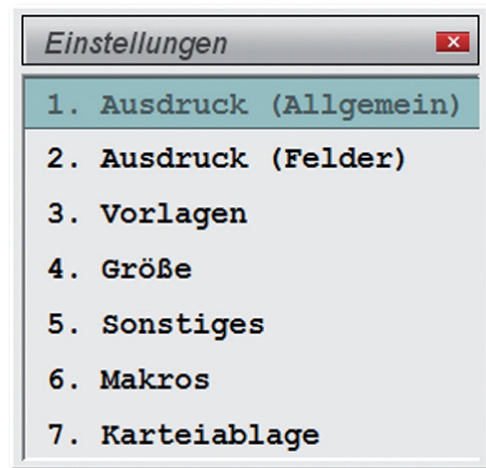 Einstellungen
1. Ausdruck (Allgemein)
2. Ausdruck (Felder)
3. Vorlagen
4. Größe
5. Sonstiges
6. Makros
7. Karteiablage